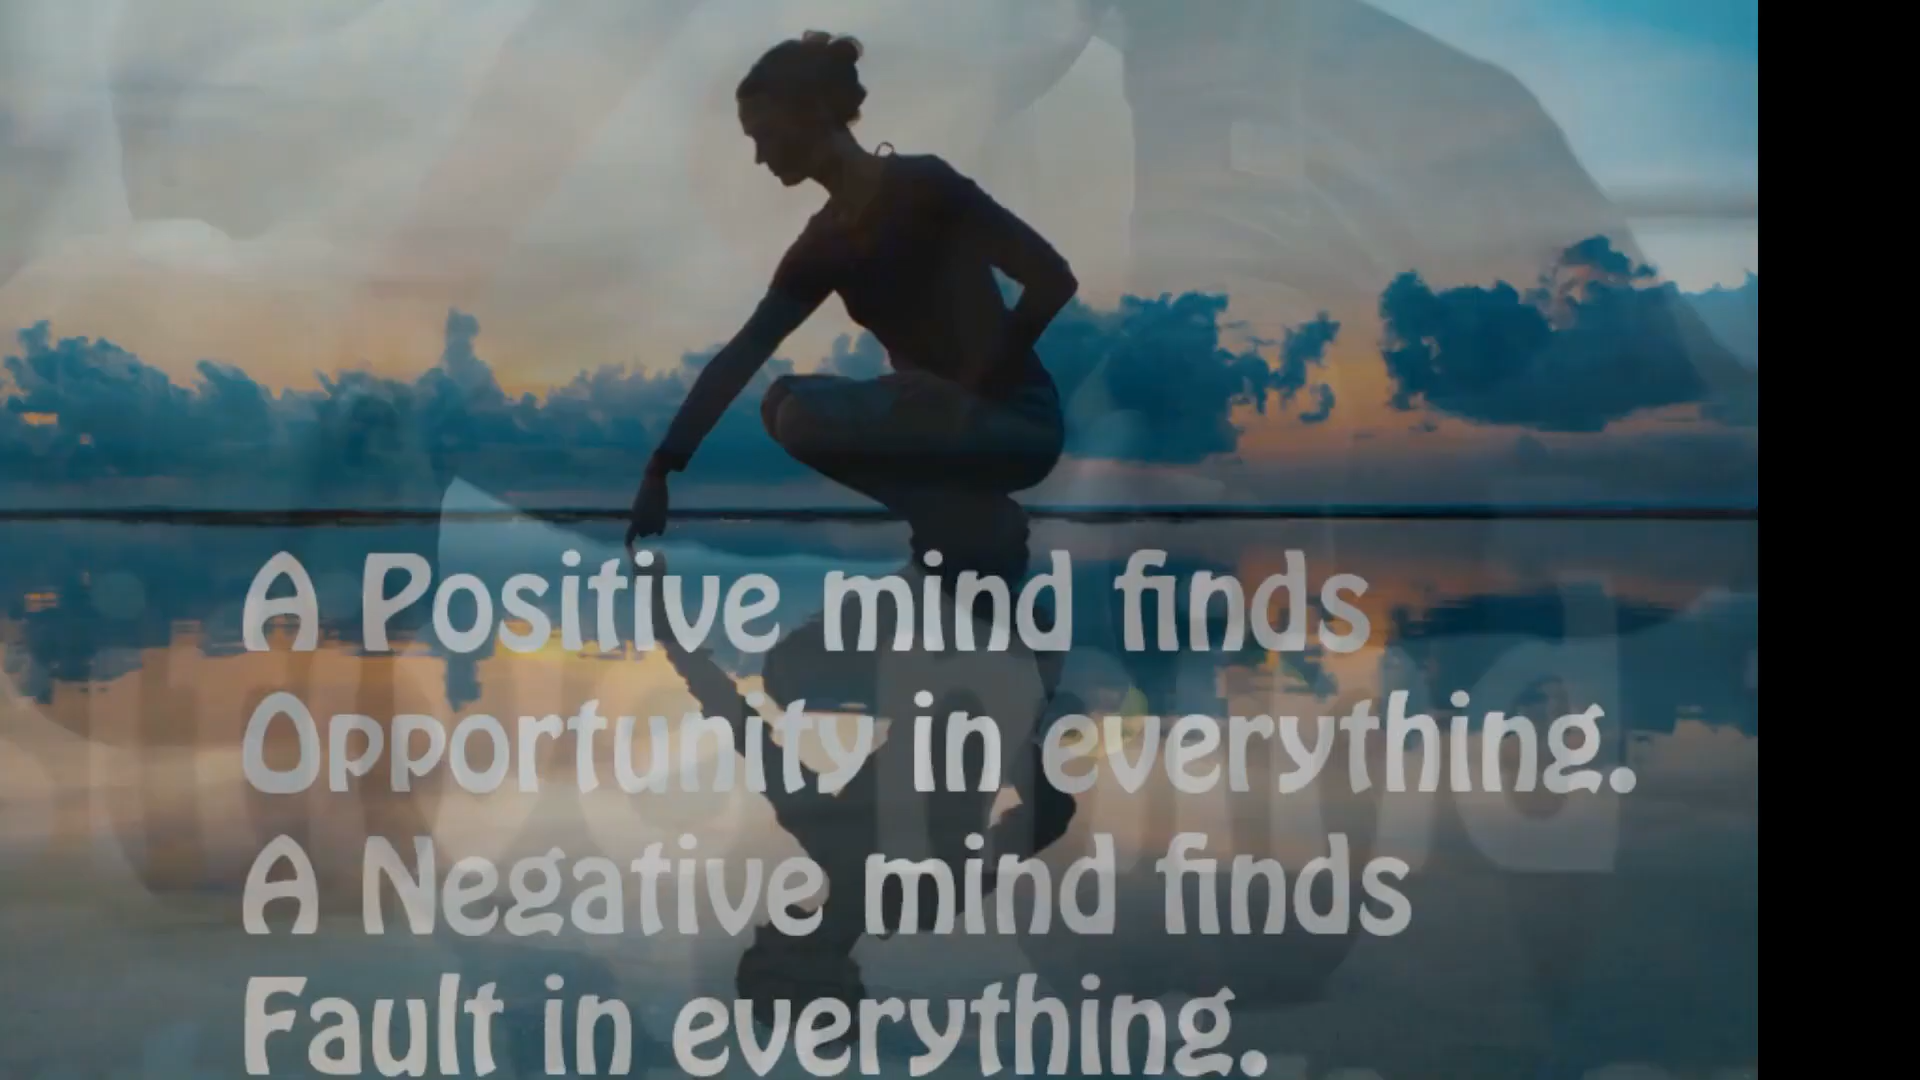 A Positive mind finds
Opportunity in everything.
A Negative mind finds
Fault in everything.